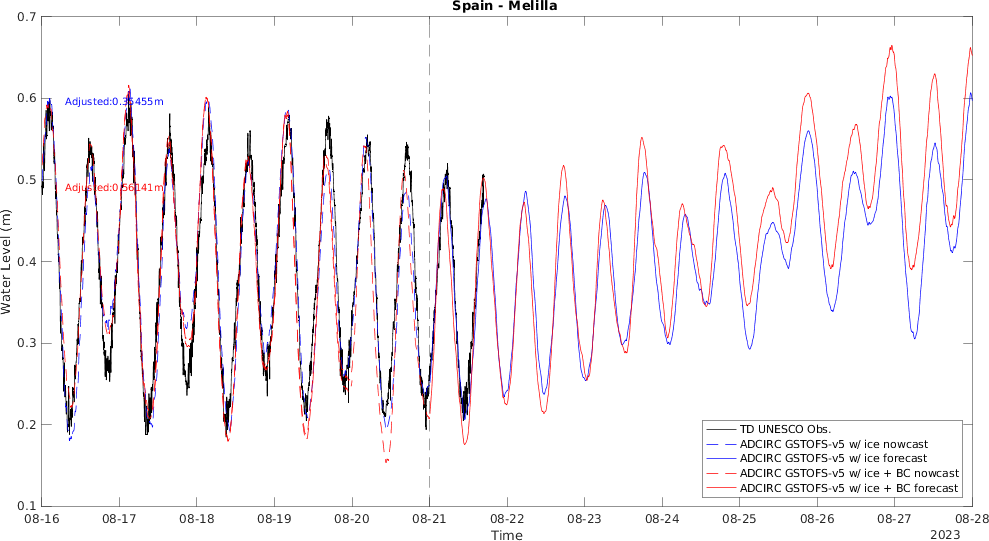 Spain - Melilla
0.7
0.6
0.5
0.4
0.3
0.2
0.1
Water Level (m)
Adjusted:0.35455m
Adjusted:0.56141m
TD UNESCO Obs.
ADCIRC GSTOFS-v5 w/ ice nowcast
ADCIRC GSTOFS-v5 w/ ice forecast
ADCIRC GSTOFS-v5 w/ ice + BC nowcast
ADCIRC GSTOFS-v5 w/ ice + BC forecast
08-16 08-17 08-18 08-19 08-20 08-21 08-22 08-23 08-24 08-25 08-26 08-27 08-28
Time
2023